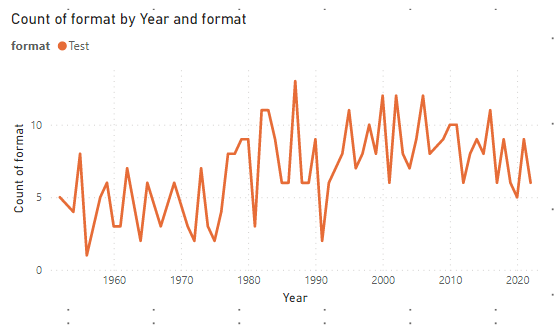 Count of format by Year and format
format Test
Count of format
10
5
0
1960 1970 1980 1990 2000 2010 2020
Year